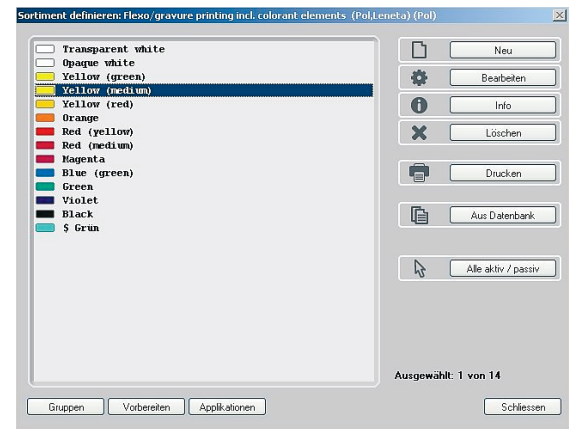 Sortiment definieren: Flexo/gravure printing incl. colorant elements (Pol,Leneta) (Pol)
Transparent white
Opaque white
Yellow (green)
Yellow (medium)
Yellow (red)
Orange
Red (yellow)
Red (medium)
Magenta
Blue (green)
Green
Violet
Black
$ Grün
Neu
Bearbeiten
Info
Löschen
Drucken
Aus Datenbank
Alle aktiv / passiv
Ausgewählt: 1 von 14
Gruppen
Vorbereiten
Applikationen
Schliessen